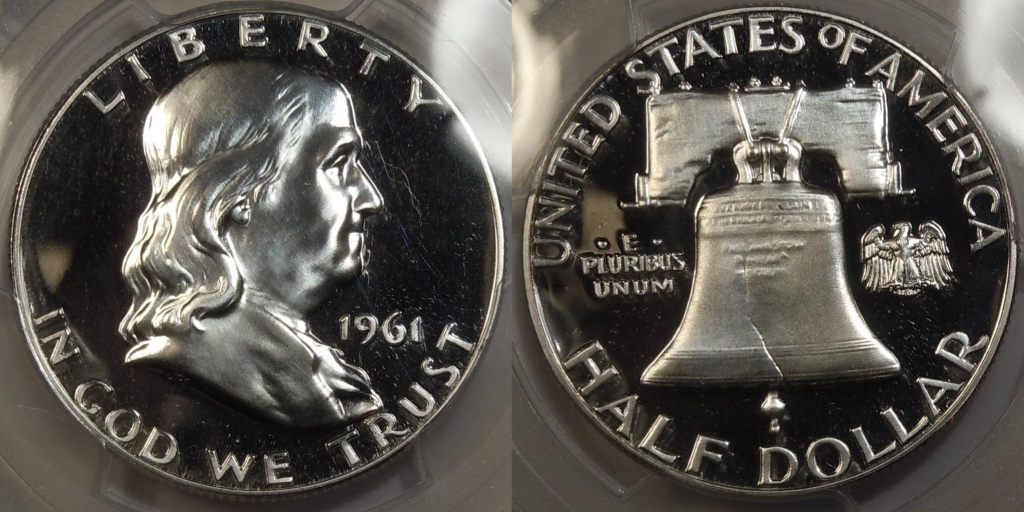 LIBERTY
1961
IN GOD WE TRUST
UNITED STATES OF AMERICA
· E ·
PLURIBUS
UNUM
HALF DOLLAR